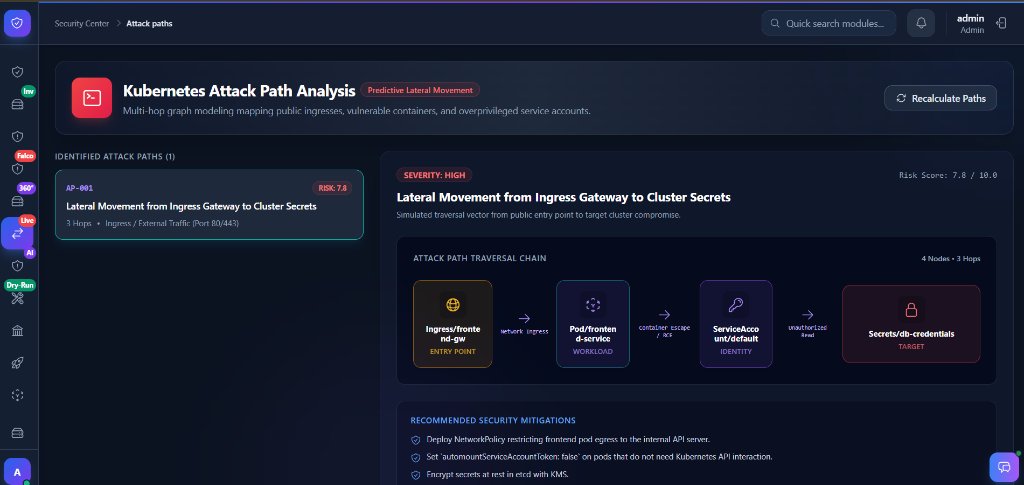 Security Center > Attack paths
Quick search modules...
admin
Admin
Inv
Falco
360°
Live
AI
Dry-Run
A
Kubernetes Attack Path Analysis
Predictive Lateral Movement
Multi-hop graph modeling mapping public ingresses, vulnerable containers, and overprivileged service accounts.
Recalculate Paths
IDENTIFIED ATTACK PATHS (1)
AP-001
RISK: 7.8
Lateral Movement from Ingress Gateway to Cluster Secrets
3 Hops • Ingress / External Traffic (Port 80/443)
SEVERITY: HIGH
Risk Score: 7.8 / 10.0
Lateral Movement from Ingress Gateway to Cluster Secrets
Simulated traversal vector from public entry point to target cluster compromise.
ATTACK PATH TRAVERSAL CHAIN
4 Nodes • 3 Hops
Ingress/fronte
nd-gw
ENTRY POINT
Network Ingress
Pod/fronten
d-service
WORKLOAD
Container Escape
/ RCE
ServiceAcco
unt/default
IDENTITY
Unauthorized
Read
Secrets/db-credentials
TARGET
RECOMMENDED SECURITY MITIGATIONS
Deploy NetworkPolicy restricting frontend pod egress to the internal API server.
Set `automountServiceAccountToken: false` on pods that do not need Kubernetes API interaction.
Encrypt secrets at rest in etcd with KMS.